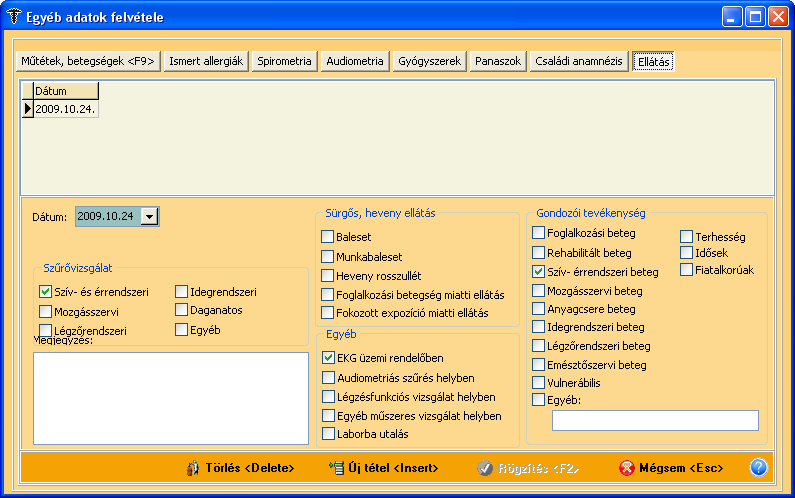 Egyéb adatok felvétele
Műtétek, betegségek <F9> Ismert allergiák Spirometria Audiometria Gyógyszerek Panaszok Családi anamnézis Ellátás
Dátum
2009.10.24.
Dátum: 2009.10.24
Szűrővizsgálat
Szív- és érrendszeri Idegrendszeri
Mozgásszervi Daganatos
Légzőrendszeri Egyéb
Megjegyzés:
Sürgős, heveny ellátás
Baleset
Munkabaleset
Heveny rosszullét
Foglalkozási betegség miatti ellátás
Fokozott expozíció miatti ellátás
Egyéb
EKG üzemi rendelőben
Audiometriás szűrés helyben
Légzésfunkciós vizsgálat helyben
Egyéb műszeres vizsgálat helyben
Laborba utalás
Gondozói tevékenység
Foglalkozási beteg
Rehabilitált beteg
Szív- érrendszeri beteg
Mozgásszervi beteg
Anyagcsere beteg
Idegrendszeri beteg
Légzőrendszeri beteg
Emésztőszervi beteg
Vulnerábilis
Egyéb:
Terhesség
Idősek
Fiatalkorúak
Törlés <Delete> Új tétel <Insert> Rögzítés <F2> Mégsem <Esc> ?